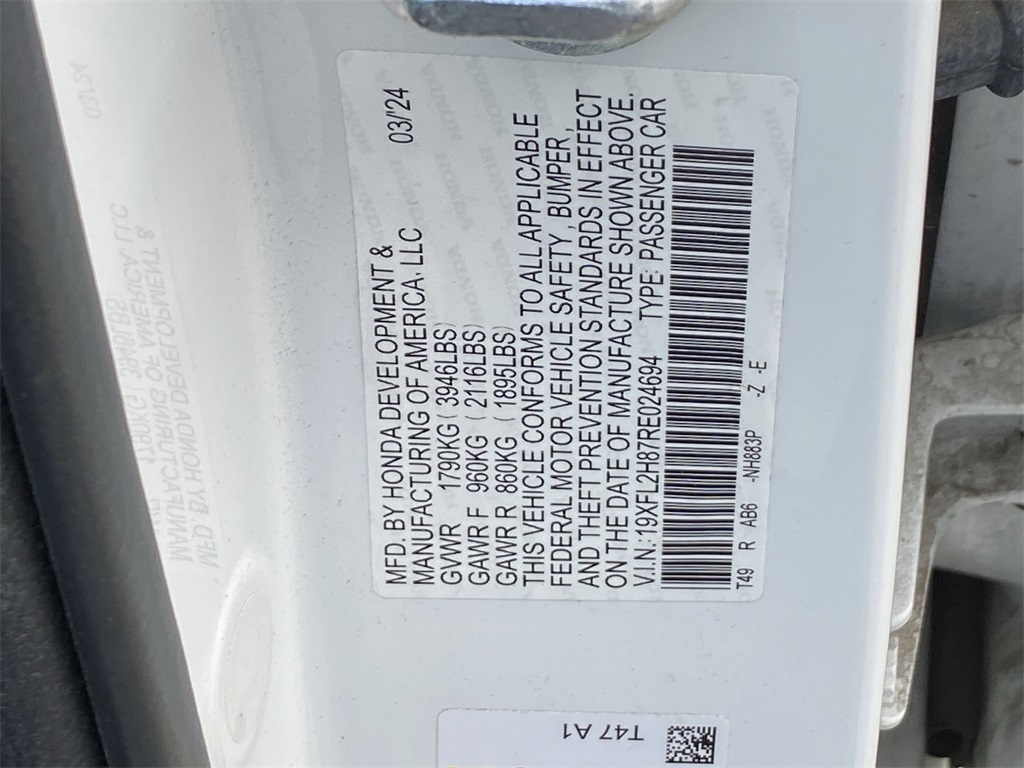 MFD. BY HONDA DEVELOPMENT &
MANUFACTURING OF AMERICA, LLC 03/'24
GVWR 1790KG ( 3946LBS)
GAWR F 960KG ( 2116LBS)
GAWR R 860KG ( 1895LBS)
THIS VEHICLE CONFORMS TO ALL APPLICABLE
FEDERAL MOTOR VEHICLE SAFETY, BUMPER,
AND THEFT PREVENTION STANDARDS IN EFFECT
ON THE DATE OF MANUFACTURE SHOWN ABOVE.
V.I.N: 19XFL2H87RE024694 TYPE: PASSENGER CAR
T49 R AB6 -NH883P -Z -E
T47 A1